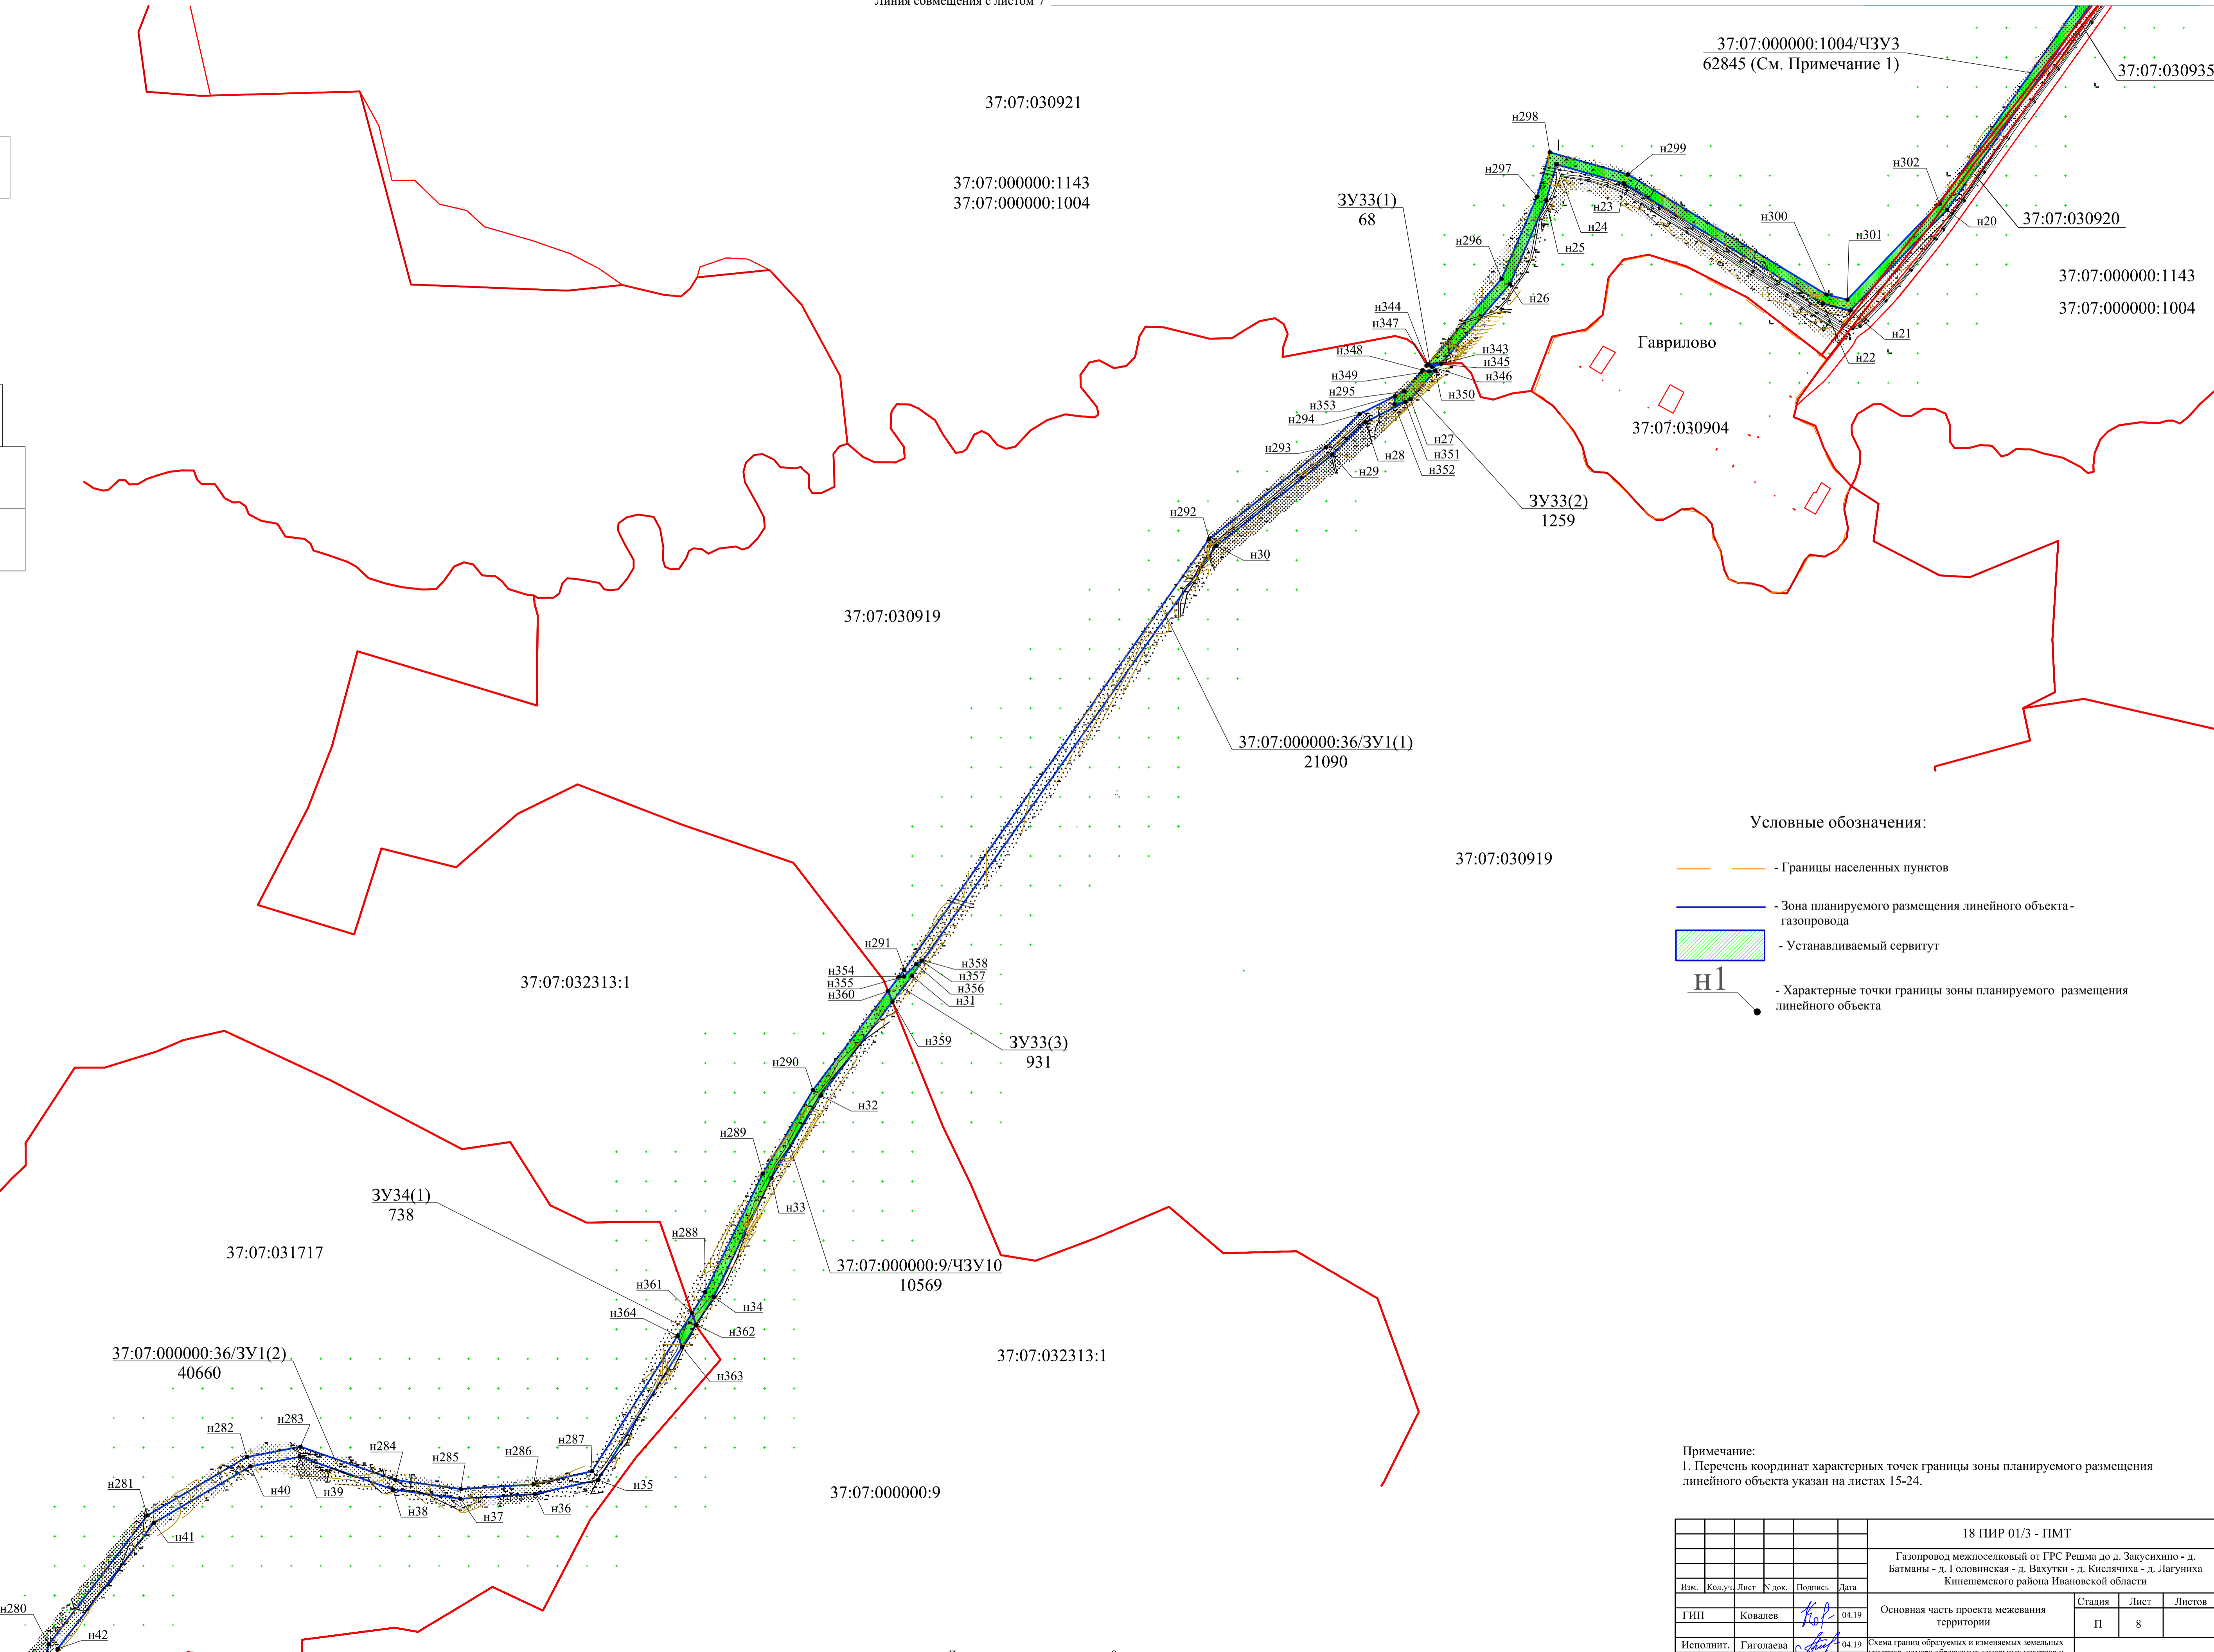 Линия совмещения с листом 7
37:07:000000:1004/ЧЗУ3
62845 (См. Примечание 1)
37:07:030935
37:07:030921
н298
н299
н302
н297
37:07:000000:1143
37:07:000000:1004
ЗУ33(1)
68
н23
н24
н25
н300
н301
н20
37:07:030920
н296
н26
37:07:000000:1143
37:07:000000:1004
н344
н347
н348
н349
н295
н353
н294
н293
н343
н345
н346
н350
н21
н22
Гаврилово
37:07:030904
н27
н351
н352
н28
н29
ЗУ33(2)
1259
н292
н30
37:07:030919
37:07:000000:36/ЗУ1(1)
21090
Условные обозначения:
37:07:030919
- Границы населенных пунктов
- Зона планируемого размещения линейного объекта -
газопровода
- Устанавливаемый сервитут
н1
- Характерные точки границы зоны планируемого размещения
линейного объекта
н291
н354
н355
н360
н358
н357
н356
н31
н359
37:07:032313:1
ЗУ33(3)
931
н290
н32
н289
н33
ЗУ34(1)
738
н288
37:07:031717
37:07:000000:9/ЧЗУ10
10569
н361
н364
н34
н362
н363
37:07:000000:36/ЗУ1(2)
40660
37:07:032313:1
н282
н283
н284
н285
н286
н287
н281
н40
н39
н38
н37
н36
н35
н41
37:07:000000:9
н280
н42
Примечание:
1. Перечень координат характерных точек границы зоны планируемого размещения
линейного объекта указан на листах 15-24.
18 ПИР 01/3 - ПМТ
Газопровод межпоселковый от ГРС Решма до д. Закусихино - д.
Батманы - д. Головинская - д. Вахутки - д. Кислячиха - д. Лагуниха
Кинешемского района Ивановской области
Изм. Кол.уч. Лист N док. Подпись Дата
ГИП Ковалев 04.19
Основная часть проекта межевания
территории
Стадия Лист Листов
П 8
Исполнит. Гиголаева 04.19
Схема границ образуемых и изменяемых земельных